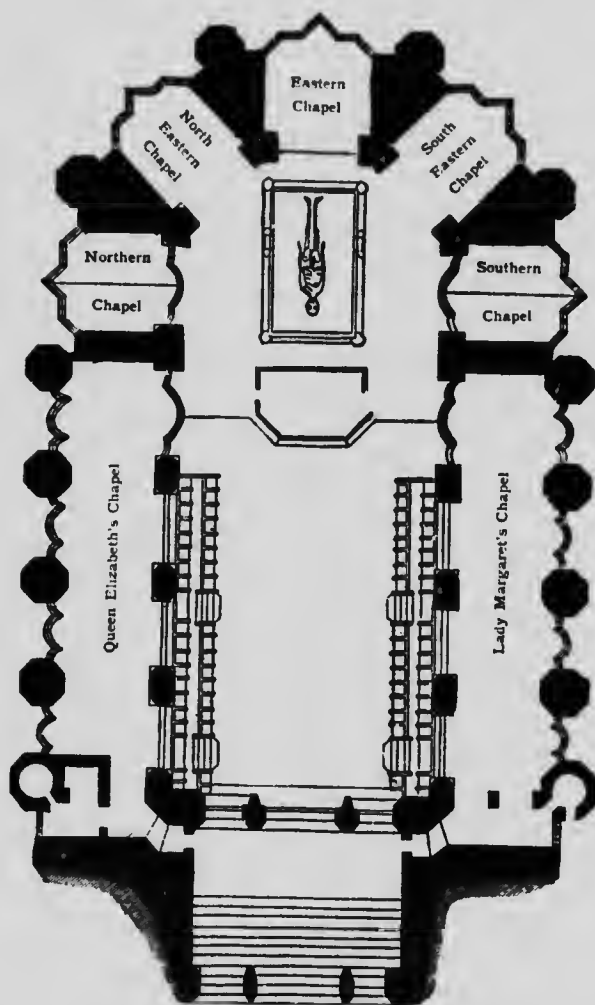 Eastern
Chapel
North
Eastern
Chapel
South
Eastern
Chapel
Northern
Chapel
Southern
Chapel
Queen Elizabeth's Chapel
Lady Margaret's Chapel